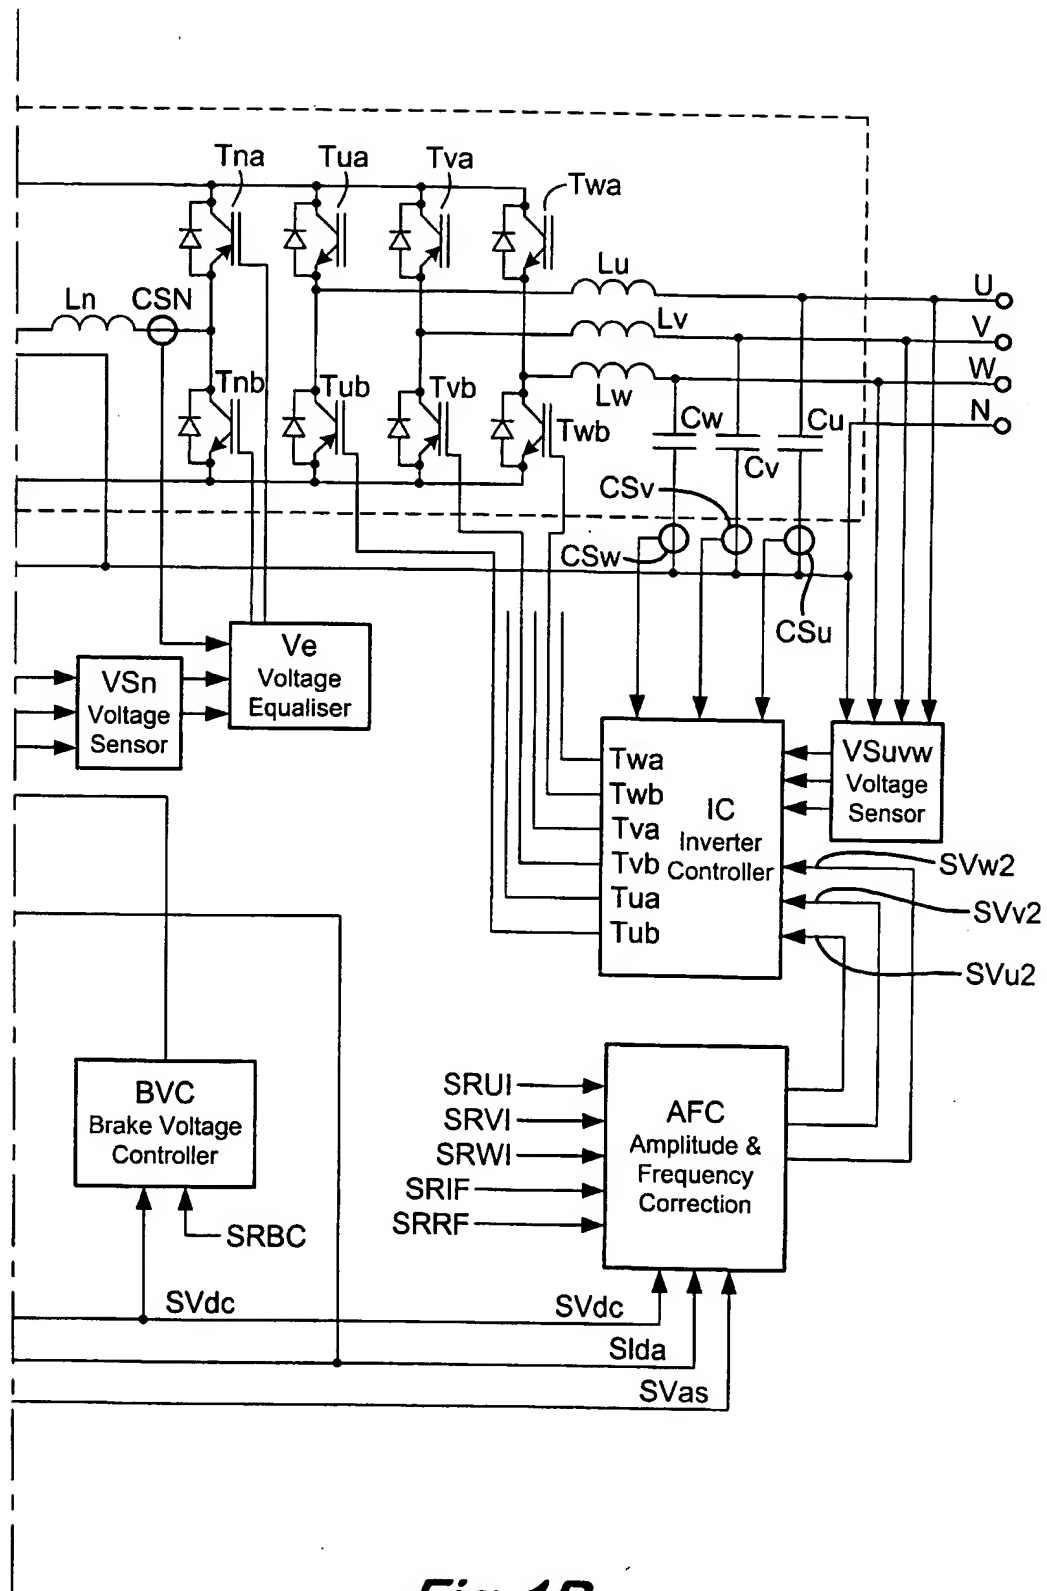 Tna
Tua
Tva
Twa
Ln
CSN
Lu
Lv
Lw
U
V
W
N
Tnb
Tub
Tvb
Twb
Cw
Cv
Cu
CSv
CSw
CSu
Ve
Voltage
Equaliser
VSn
Voltage
Sensor
Twa
Twb
Tva
Tvb
Tua
Tub
IC
Inverter
Controller
VSuvw
Voltage
Sensor
SVw2
SVv2
SVu2
BVC
Brake Voltage
Controller
SRBC
SRUI
SRVI
SRWI
SRIF
SRRF
AFC
Amplitude &
Frequency
Correction
SVdc
SVdc
SIda
SVas
Fig 1B